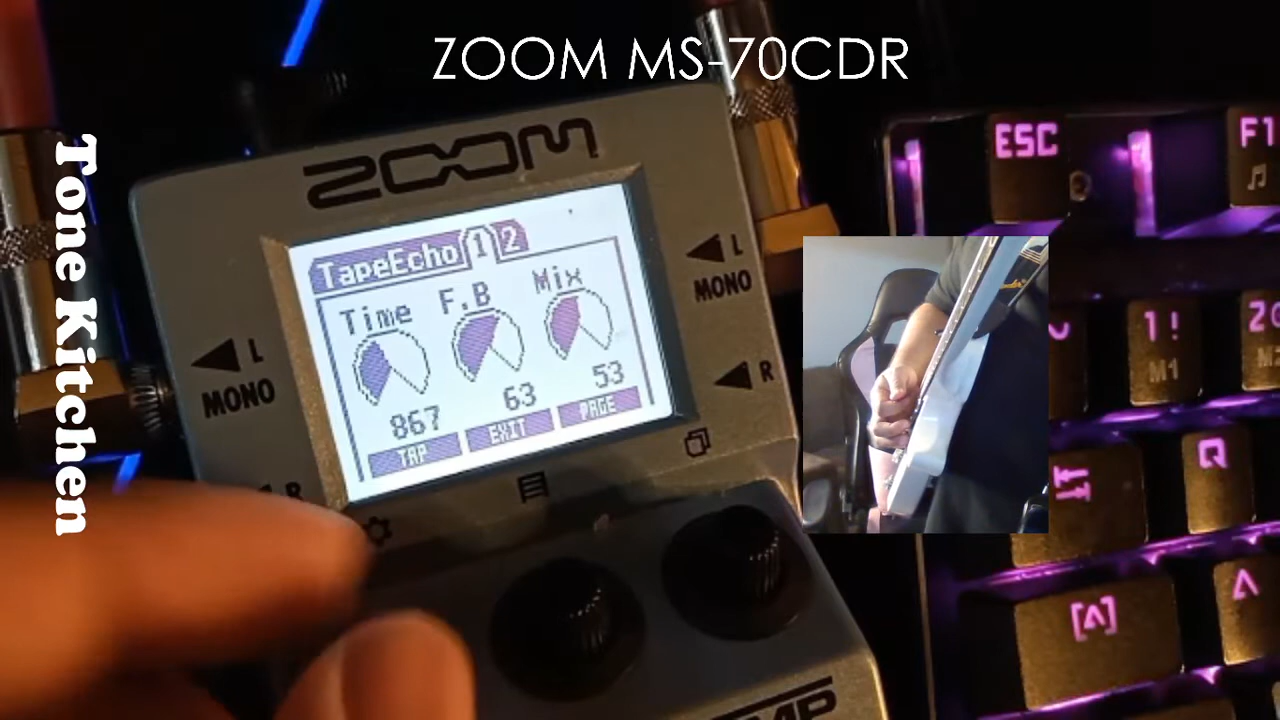 ZOOM MS-70CDR
Tone Kitchen
ZOOM
TapeEcho 1 2
Time F.B Mix
867 63 53
TAP EXIT PAGE
L
MONO
R
L
MONO
R
ESC
F1
1!
M1
Q